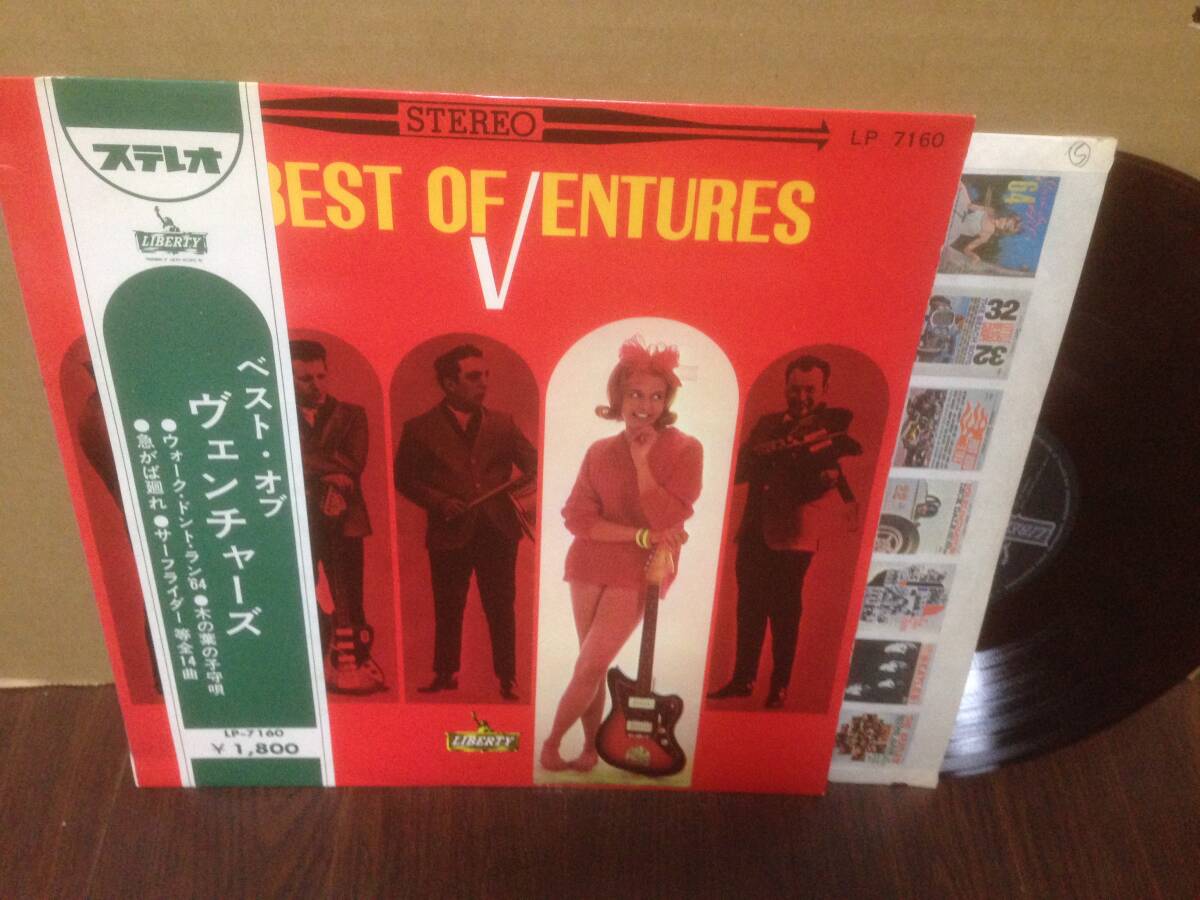 ステレオ
LIBERTY
ベスト・オブ
ヴェンチャーズ
●ウォーク・ドント・ラン'64●木の葉の子守唄
●急がば廻れ●サーフライダー 等全14曲
LP-7160
¥1,800
STEREO
LP 7160
BEST OF VENTURES
LIBERTY
5
'64
32
32